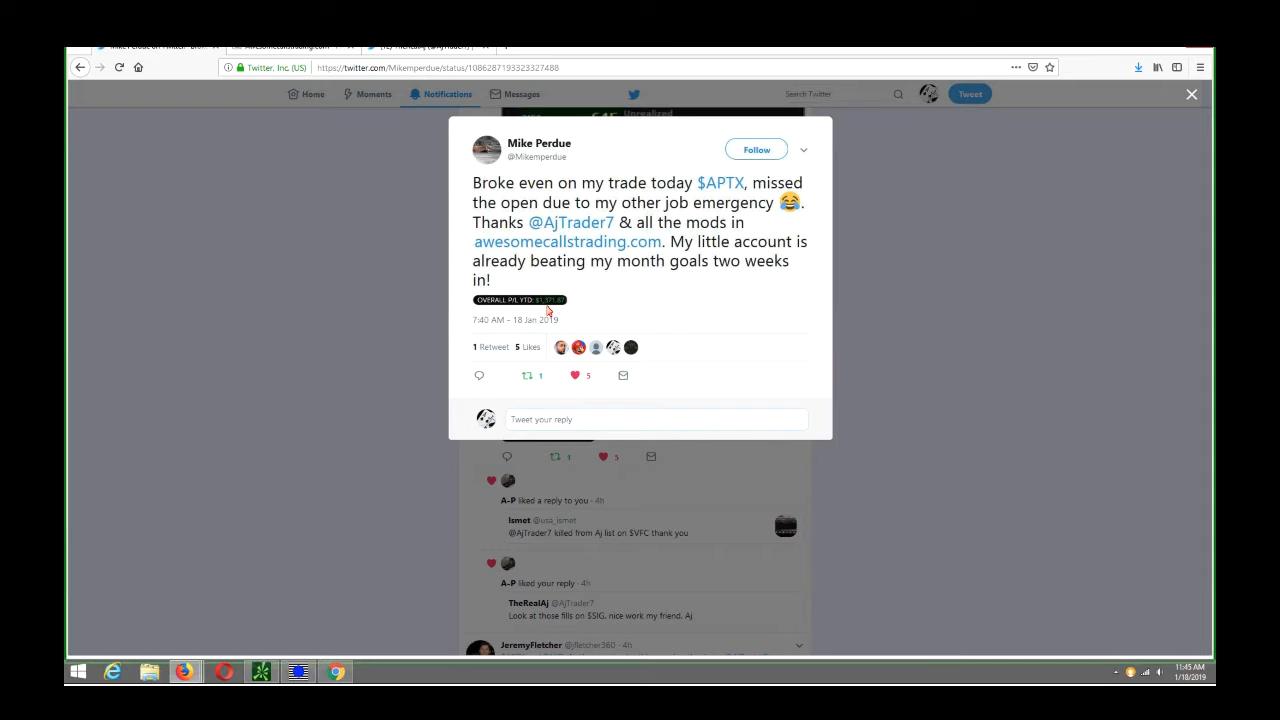 Twitter, Inc. (US)
https://twitter.com/Mikemperdue/status/1086287193323327488
Home
Moments
Notifications
Messages
Search Twitter
Tweet
Unrealized
Mike Perdue
@Mikemperdue
Follow
Broke even on my trade today $APTX, missed
the open due to my other job emergency 😂.
Thanks @AjTrader7 & all the mods in
awesomecallstrading.com. My little account is
already beating my month goals two weeks
in!
OVERALL P/L YTD: $1,371.87
7:40 AM - 18 Jan 2019
1 Retweet 5 Likes
1
5
Tweet your reply
1
5
A-P liked a reply to you · 4h
Ismet @usa_ismet
@AjTrader7 killed from Aj list on $VFC thank you
A-P liked your reply · 4h
TheRealAj @AjTrader7
Look at those fills on $SIG, nice work my friend, Aj
JeremyFletcher @jfletcher360 · 4h
11:45 AM
1/18/2019